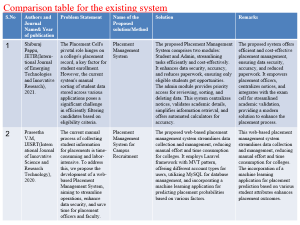 Comparison table for the existing system
S.No
Authors and
Journal
Name& Year
of publication
Problem Statement
Name of the
Proposed
solution/Method
Solution
Remarks
1
Rappa,
IJETIR(Intern
ational Journal
of Emerging
Technologies
and Innovative
Research),
2021.
The Placement Cell's
pivotal role hinges on
a college's placement
record, a key factor for
student enrollment.
However, the current
system's manual
sorting of student data
stored across various
applications poses a
significant challenge
in efficiently filtering
candidates based on
eligibility criteria.
Placement
Management
System
The proposed Placement Management
System comprises two modules:
Student and Admin, streamlining
tasks efficiently and cost-effectively.
It enhances data security, accuracy,
and reduces paperwork, ensuring only
eligible students get opportunities.
The admin module provides priority
access for reviewing, sorting, and
deleting data. This system centralizes
notices, validates academic details,
simplifies information retrieval, and
offers automated calculators for
accuracy.
The proposed system offers
efficient and cost-effective
placement management,
ensuring data security,
accuracy, and reduced
paperwork. It empowers
placement officers,
centralizes notices, and
integrates with the exam
cell for streamlined
academic validation,
providing a modern
solution to enhance the
placement process.
2
V.M,
IJISRT(Intern
ational Journal
of Innovative
Science and
Research
Technology),
2020.
The current manual
process of collecting
student information
for placements is time-
consuming and labor-
intensive. To address
this, we propose the
development of a web-
based Placement
Management System,
aiming to streamline
operations, enhance
data security, and save
time for placement
officers and faculty.
Placement
Management
System for
Campus
Recruitment
The proposed web-based placement
management system streamlines data
collection and management, reducing
manual effort and time consumption
for colleges. It employs Laravel
Framework with MVT pattern,
offering different account types for
users, utilizing MySQL for database
management, and incorporating a
machine learning application for
predicting placement probabilities
based on various attributes.
This web-based placement
management system
streamlines data collection
and management, reducing
manual effort and time
consumption for colleges.
The incorporation of a
machine learning
application for placement
prediction based on various
student attributes enhances
placement outcomes.